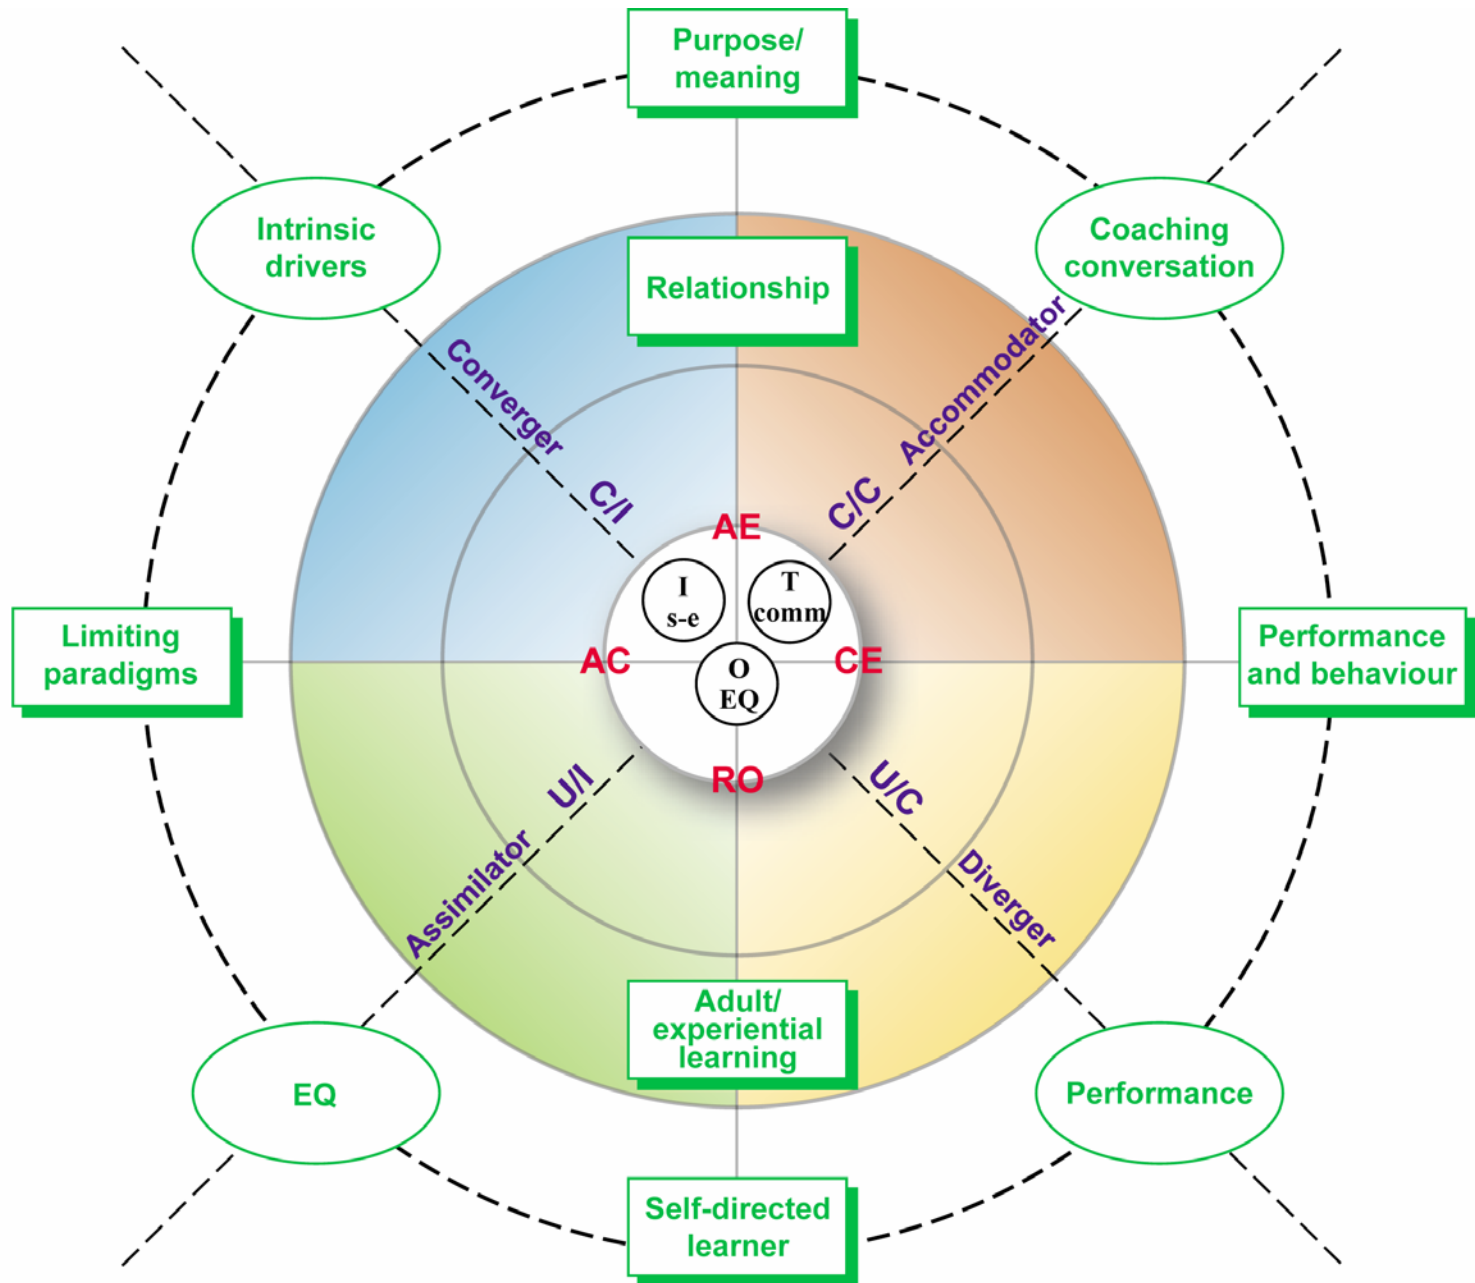 Purpose/
meaning
Intrinsic
drivers
Coaching
conversation
Relationship
Converger
Accommodator
C/I
C/C
AE
I
s-e
T
comm
Limiting
paradigms
AC
CE
Performance
and behaviour
O
EQ
RO
U/I
U/C
Assimilator
Diverger
Adult/
experiential
learning
EQ
Performance
Self-directed
learner